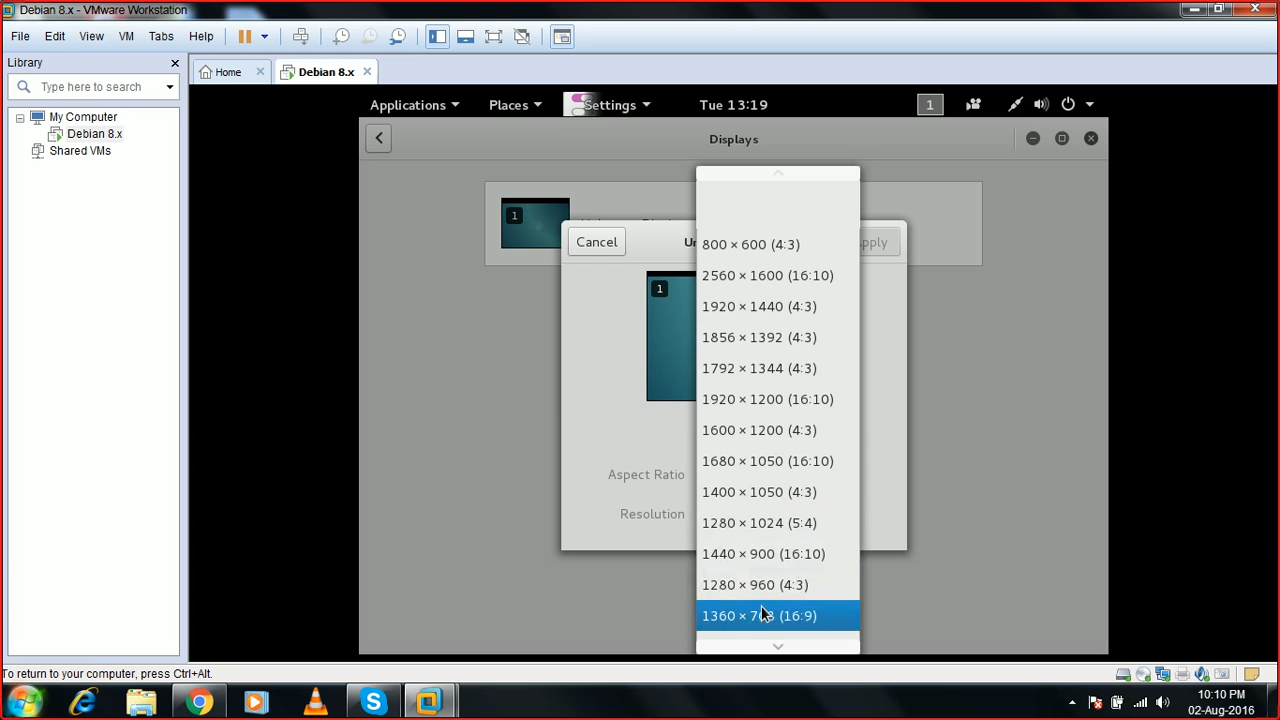 Debian 8.x - VMware Workstation
File Edit View VM Tabs Help
Library
Type here to search
My Computer
Debian 8.x
Shared VMs
Home
Debian 8.x
Applications Places Settings Tue 13:19 1
Displays
1
Cancel
1
800 × 600 (4:3)
2560 × 1600 (16:10)
1920 × 1440 (4:3)
1856 × 1392 (4:3)
1792 × 1344 (4:3)
1920 × 1200 (16:10)
1600 × 1200 (4:3)
1680 × 1050 (16:10)
1400 × 1050 (4:3)
1280 × 1024 (5:4)
1440 × 900 (16:10)
1280 × 960 (4:3)
1360 × 768 (16:9)
Aspect Ratio
Resolution
To return to your computer, press Ctrl+Alt.
10:10 PM
02-Aug-2016